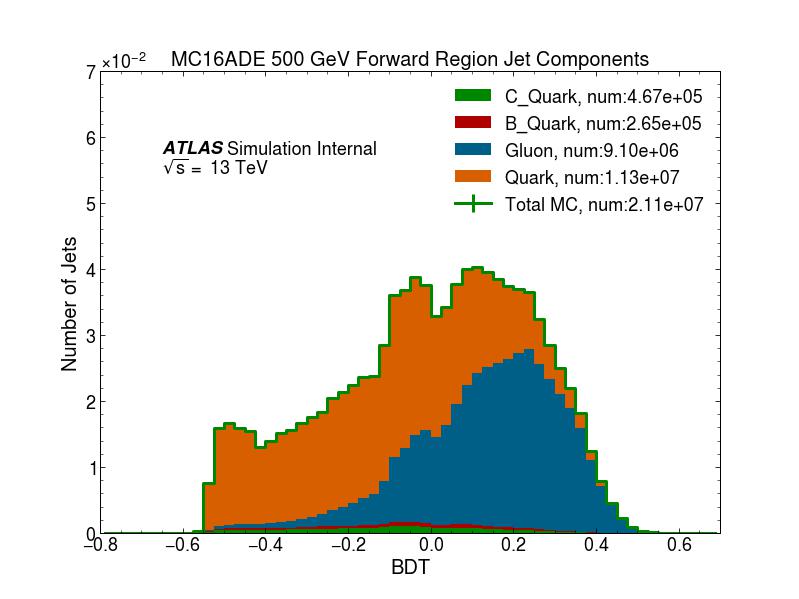 ×10⁻²
MC16ADE 500 GeV Forward Region Jet Components
ATLAS Simulation Internal
√s = 13 TeV
C_Quark, num:4.67e+05
B_Quark, num:2.65e+05
Gluon, num:9.10e+06
Quark, num:1.13e+07
Total MC, num:2.11e+07
Number of Jets
7
6
5
4
3
2
1
0
−0.8 −0.6 −0.4 −0.2 0.0 0.2 0.4 0.6
BDT